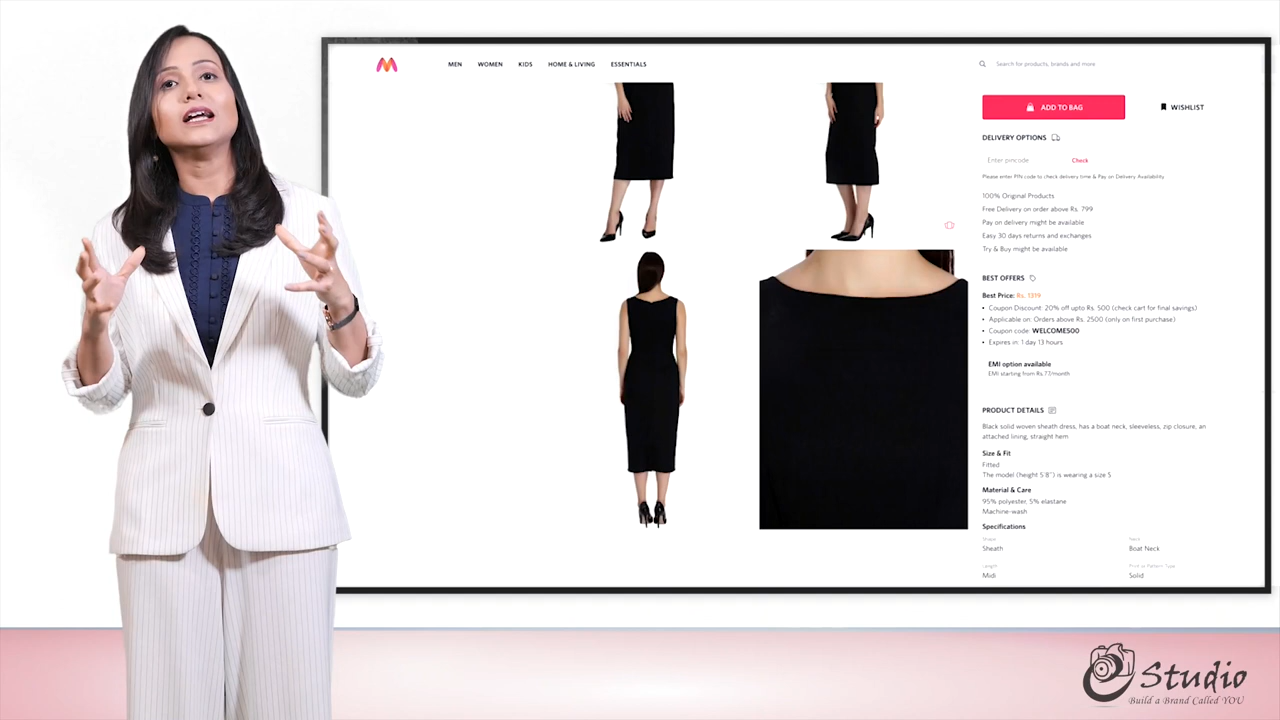 MEN WOMEN KIDS HOME & LIVING ESSENTIALS
Search for products, brands and more
ADD TO BAG
WISHLIST
DELIVERY OPTIONS
Enter pincode Check
Please enter PIN code to check delivery time & Pay on Delivery Availability
100% Original Products
Free Delivery on order above Rs. 799
Pay on delivery might be available
Easy 30 days returns and exchanges
Try & Buy might be available
BEST OFFERS
Best Price: Rs. 1319
• Coupon Discount: 20% off upto Rs. 500 (check cart for final savings)
• Applicable on: Orders above Rs. 2500 (only on first purchase)
• Coupon code: WELCOME500
• Expires in: 1 day 13 hours
EMI option available
EMI starting from Rs.77/month
PRODUCT DETAILS
Black solid woven sheath dress, has a boat neck, sleeveless, zip closure, an
attached lining, straight hem
Size & Fit
Fitted
The model (height 5'8") is wearing a size S
Material & Care
95% polyester, 5% elastane
Machine-wash
Specifications
Shape Neck
Sheath Boat Neck
Length Print or Pattern Type
Midi Solid
Studio
Build a Brand Called YOU